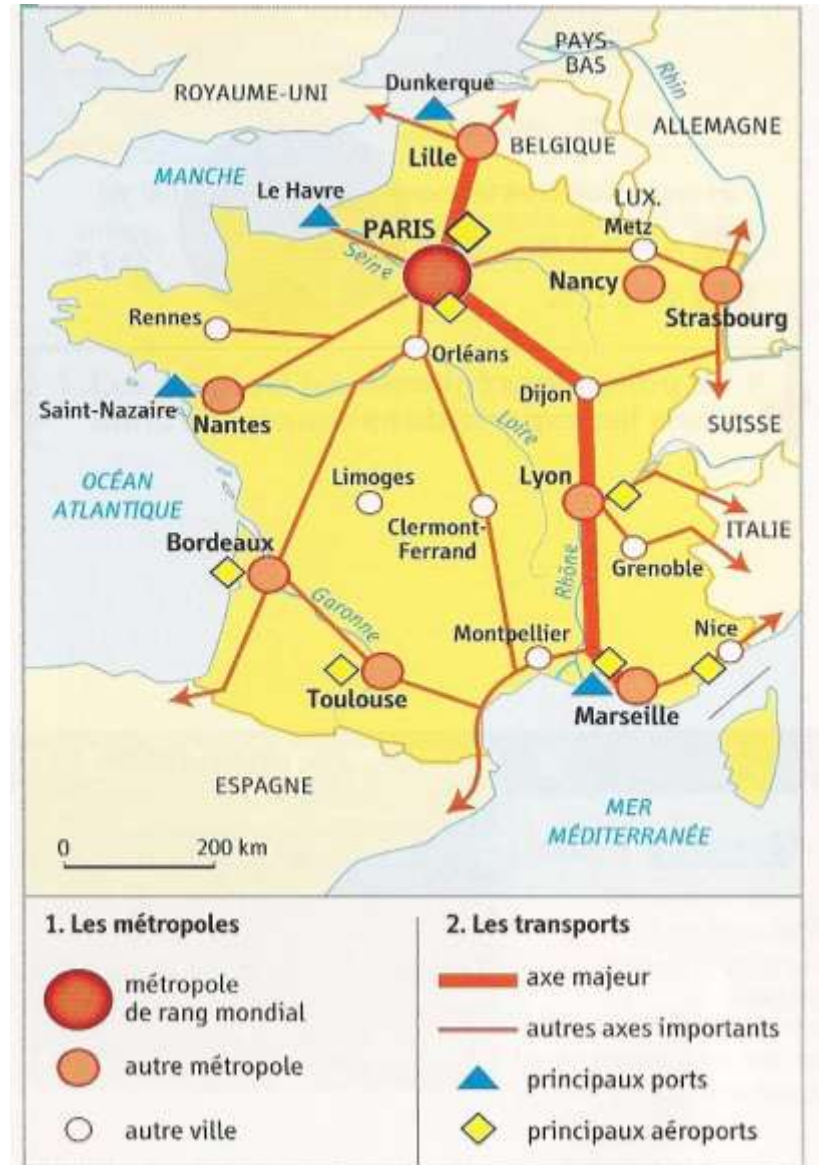 PAYS-
BAS
Dunkerque
ROYAUME-UNI
Rhin
ALLEMAGNE
Lille
BELGIQUE
MANCHE
Le Havre
LUX.
PARIS
Metz
Seine
Nancy
Strasbourg
Rennes
Orléans
Dijon
Saint-Nazaire
Nantes
Loire
SUISSE
OCÉAN
ATLANTIQUE
Limoges
Lyon
Clermont-
Ferrand
ITALIE
Bordeaux
Grenoble
Rhône
Garonne
Montpellier
Nice
Toulouse
Marseille
ESPAGNE
MER
MÉDITERRANÉE
0 200 km
1. Les métropoles
métropole
de rang mondial
autre métropole
autre ville
2. Les transports
axe majeur
autres axes importants
principaux ports
principaux aéroports